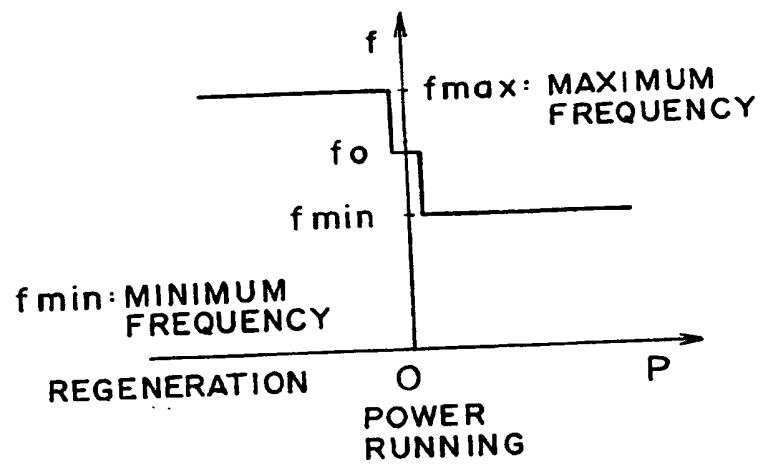 f
fmax: MAXIMUM
FREQUENCY
fo
fmin
fmin: MINIMUM
FREQUENCY
REGENERATION
O
P
POWER
RUNNING